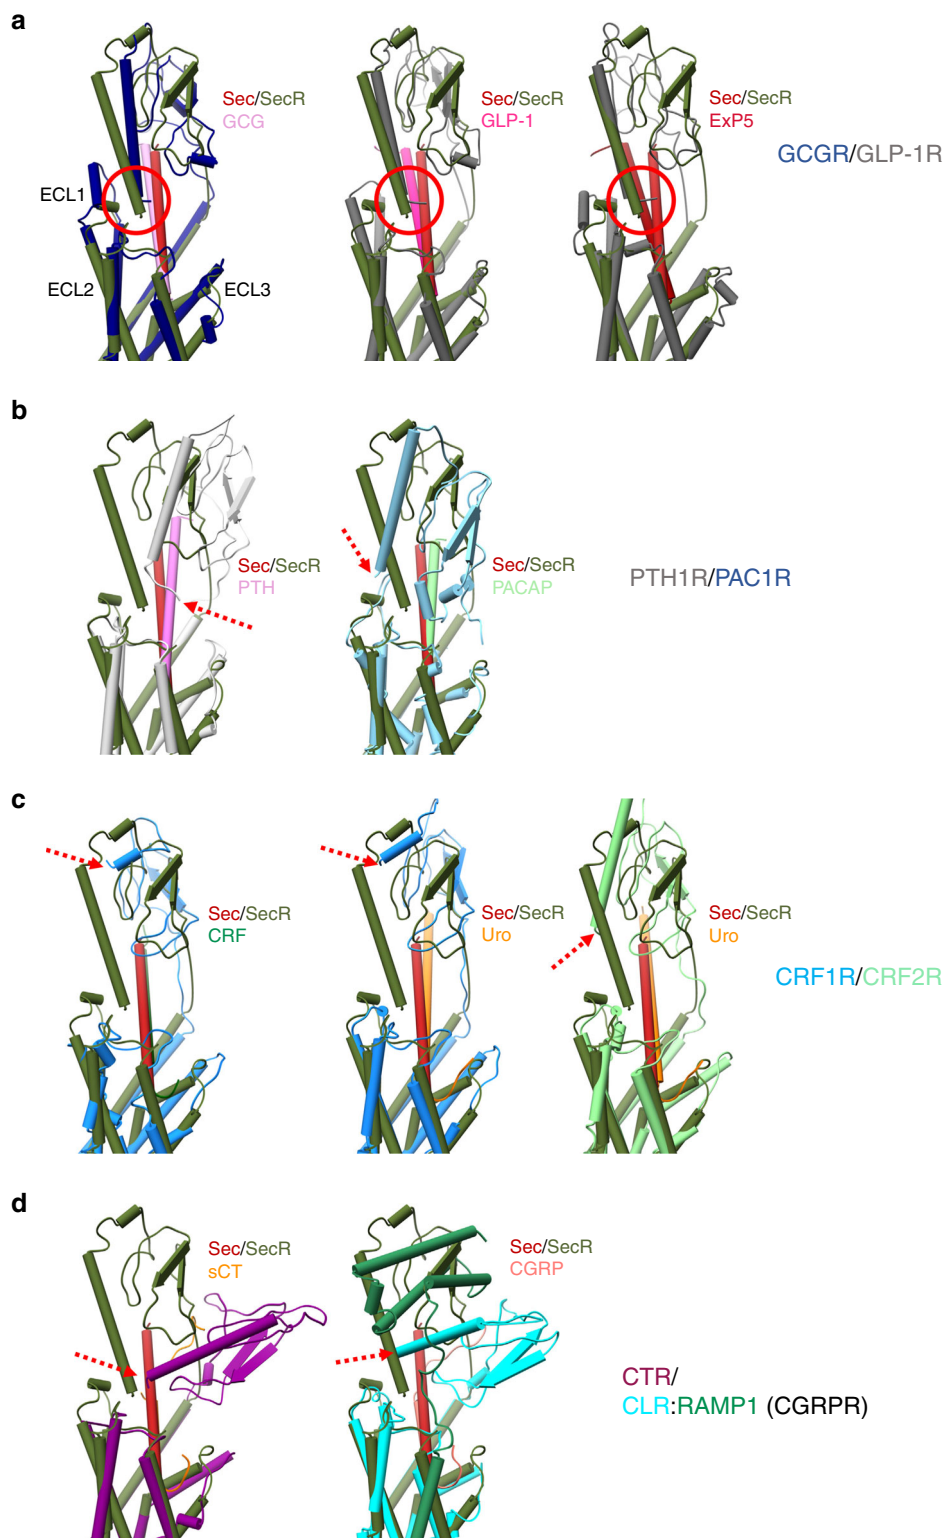 a
Sec/SecR
GCG
Sec/SecR
GLP-1
Sec/SecR
ExP5
GCGR/GLP-1R
ECL1
ECL2
ECL3
b
Sec/SecR
PTH
Sec/SecR
PACAP
PTH1R/PAC1R
c
Sec/SecR
CRF
Sec/SecR
Uro
Sec/SecR
Uro
CRF1R/CRF2R
d
Sec/SecR
sCT
Sec/SecR
CGRP
CTR/
CLR:RAMP1 (CGRPR)